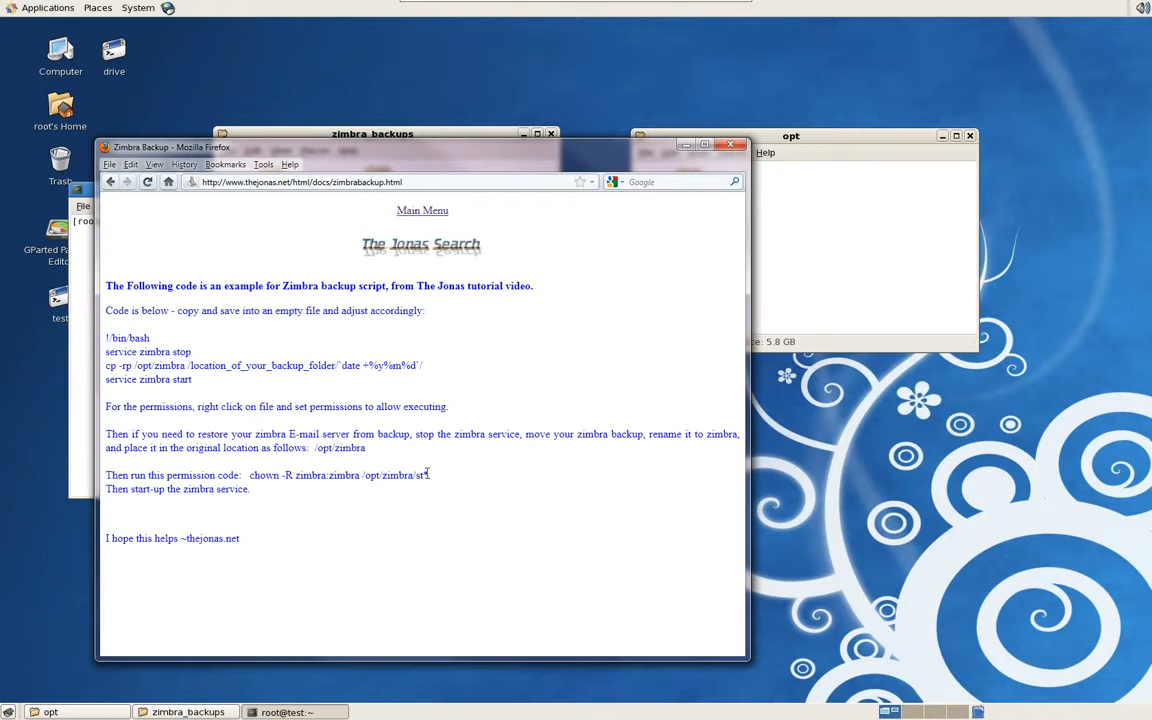 Applications Places System
Computer
drive
root's Home
Trash
GParted Pa
Edito
test
zimbra_backups
opt
Help
File
[roo
Zimbra Backup - Mozilla Firefox
File Edit View History Bookmarks Tools Help
http://www.thejonas.net/html/docs/zimbrabackup.html
Google
Main Menu
The Jonas Search
The Following code is an example for Zimbra backup script, from The Jonas tutorial video.
Code is below - copy and save into an empty file and adjust accordingly:
!/bin/bash
service zimbra stop
cp -rp /opt/zimbra /location_of_your_backup_folder/`date +%y%m%d`/
service zimbra start
For the permissions, right click on file and set permissions to allow executing.
Then if you need to restore your zimbra E-mail server from backup, stop the zimbra service, move your zimbra backup, rename it to zimbra,
and place it in the original location as follows: /opt/zimbra
Then run this permission code: chown -R zimbra:zimbra /opt/zimbra/st*
Then start-up the zimbra service.
I hope this helps ~thejonas.net
ce: 5.8 GB
opt
zimbra_backups
root@test:~